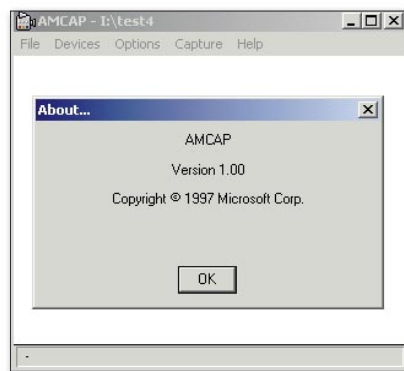 AMCAP - I:\test4
File Devices Options Capture Help
About...
AMCAP
Version 1.00
Copyright © 1997 Microsoft Corp.
OK